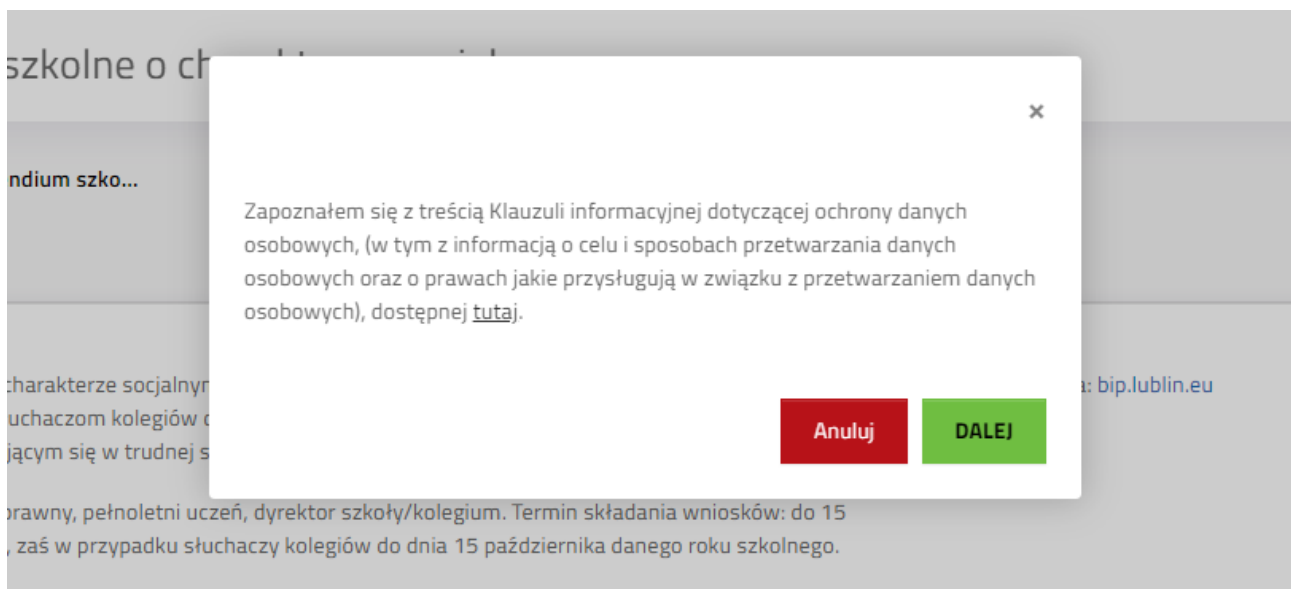 szkolne o ch
×
ndium szko...
Zapoznałem się z treścią Klauzuli informacyjnej dotyczącej ochrony danych
osobowych, (w tym z informacją o celu i sposobach przetwarzania danych
osobowych oraz o prawach jakie przysługują w związku z przetwarzaniem danych
osobowych), dostępnej tutaj.
charakterze socjalnym
: bip.lublin.eu
uchaczom kolegiów
jącym się w trudnej s
Anuluj
DALEJ
prawny, pełnoletni uczeń, dyrektor szkoły/kolegium. Termin składania wniosków: do 15
, zaś w przypadku słuchaczy kolegiów do dnia 15 października danego roku szkolnego.